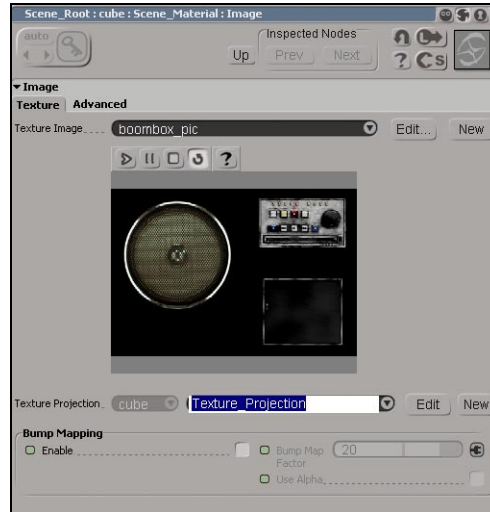 Scene_Root : cube : Scene_Material : Image
auto
Inspected Nodes
Up Prev Next
? C S
Image
Texture Advanced
Texture Image boombox_pic Edit... New
?
Texture Projection cube Texture_Projection Edit New
Bump Mapping
Enable Bump Map Factor 20
Use Alpha